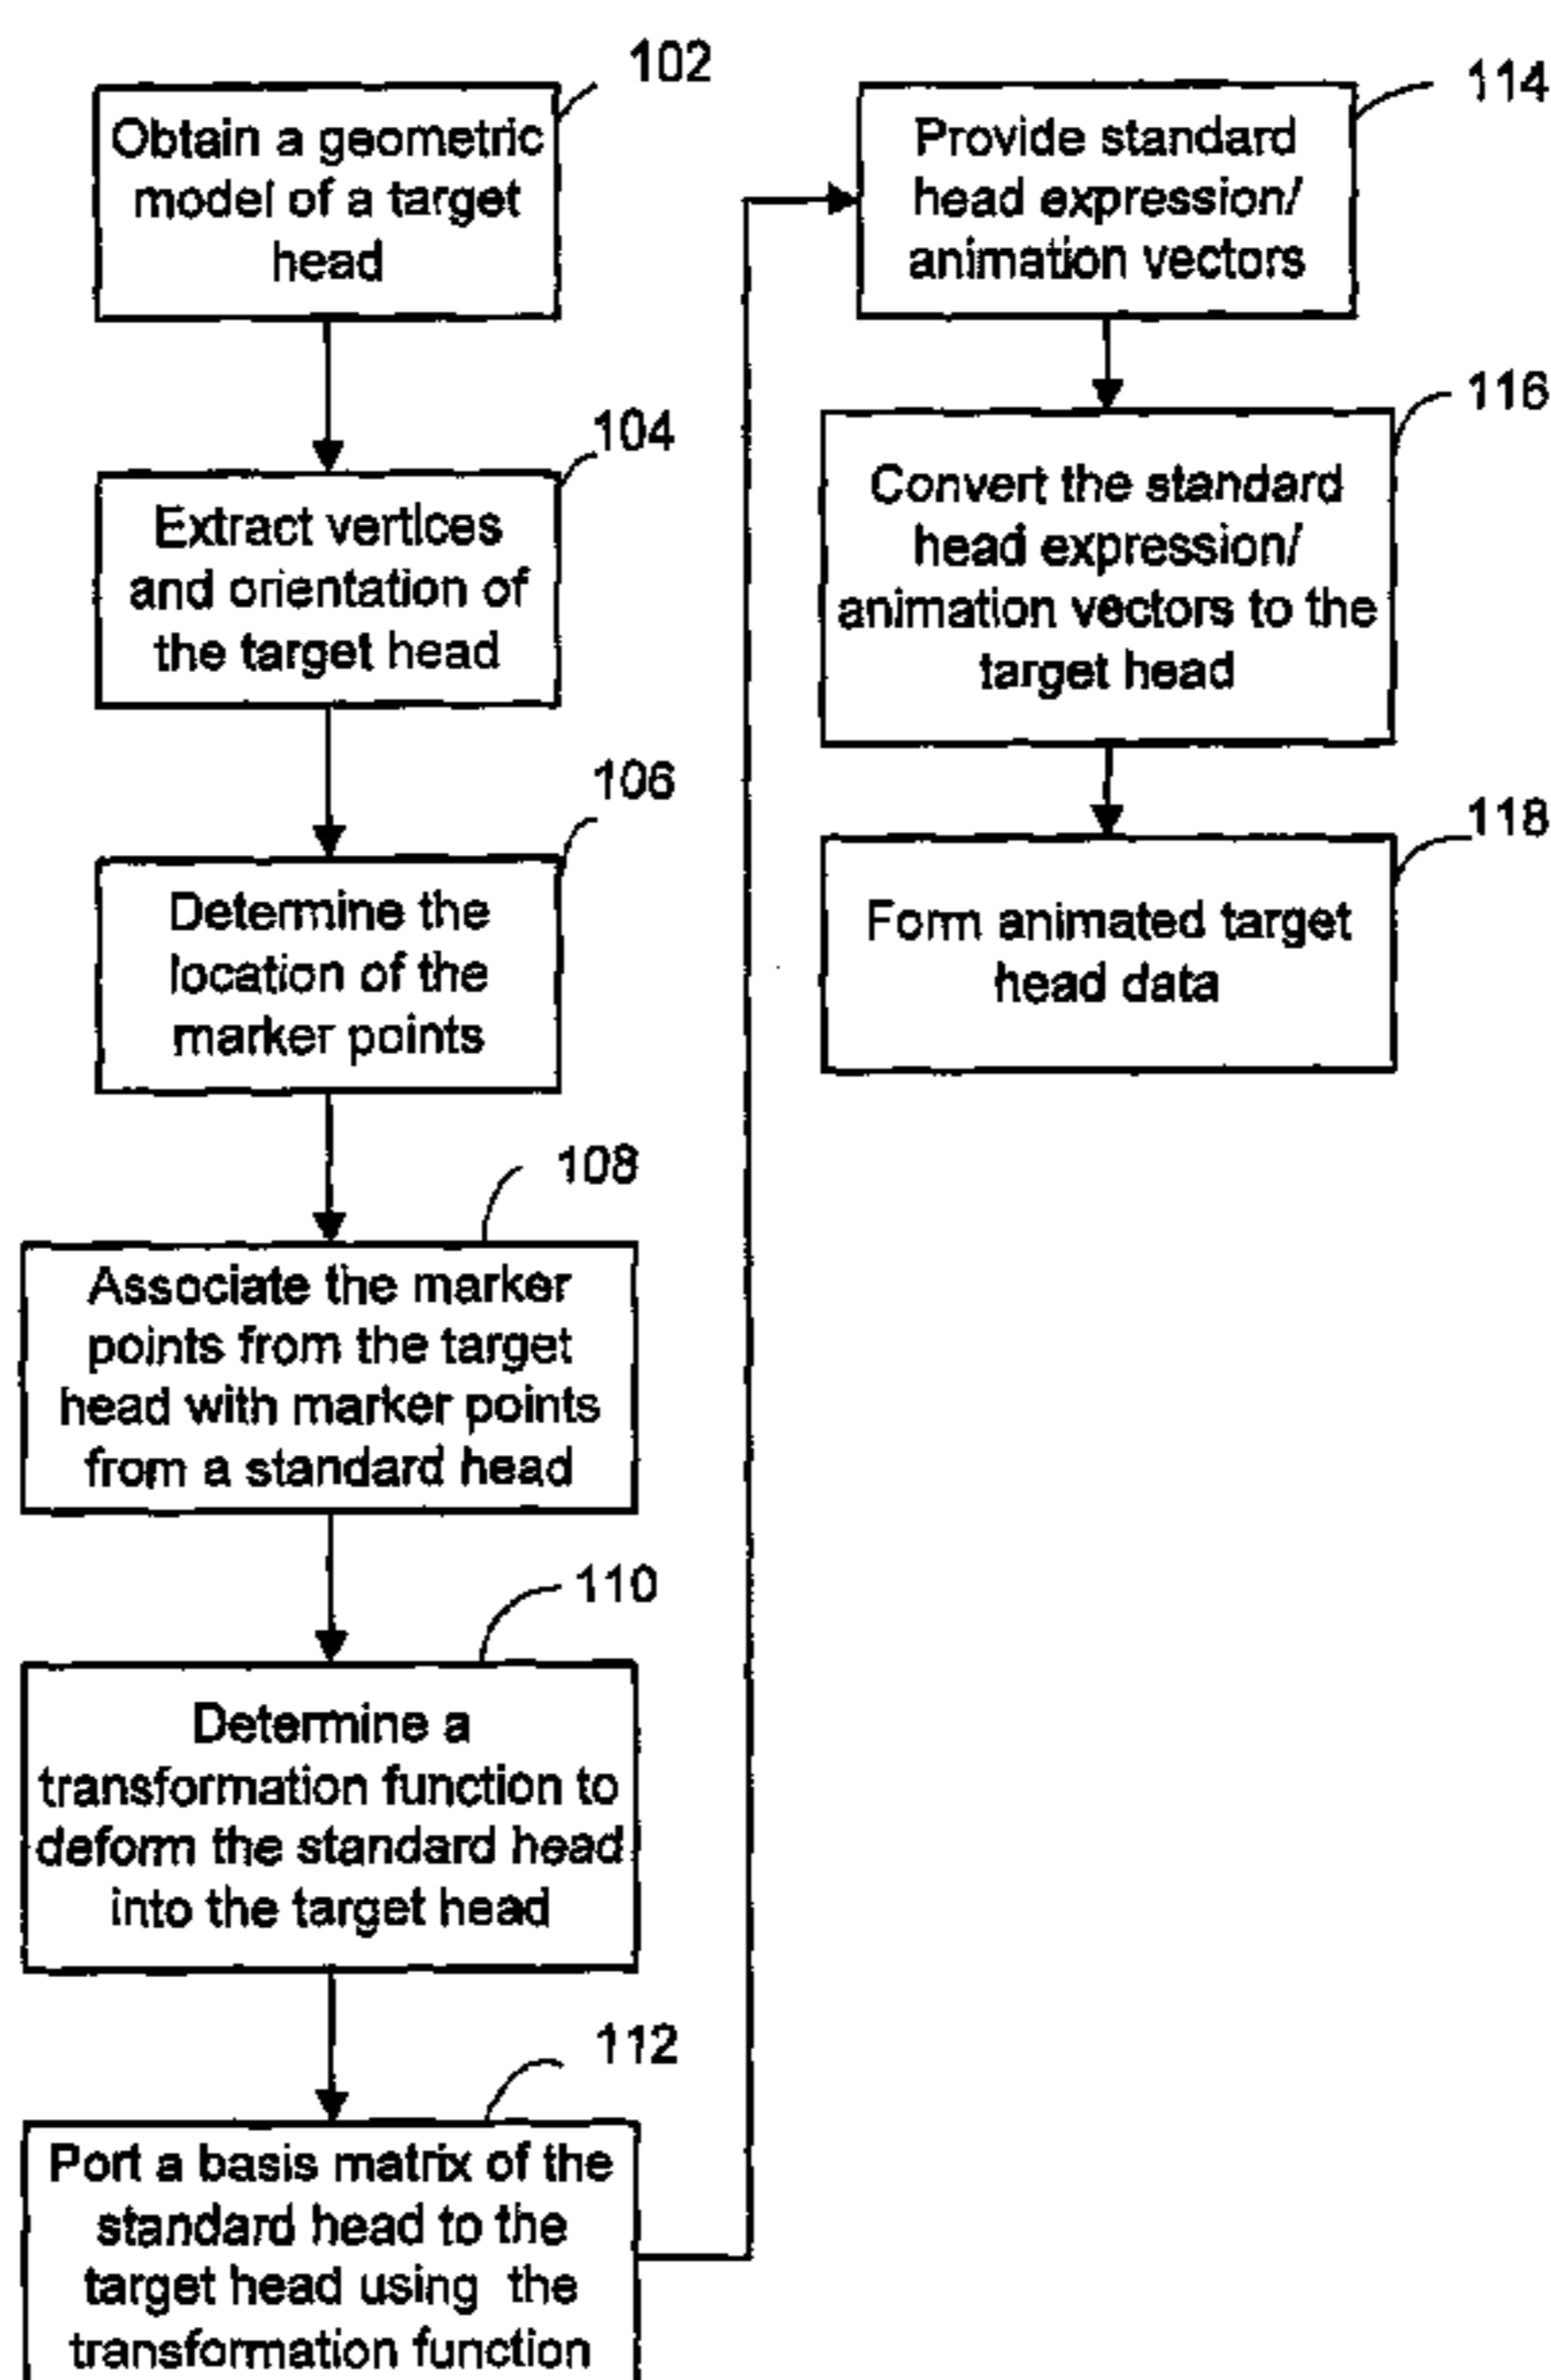 102
Obtain a geometric
model of a target
head
104
Extract vertices
and orientation of
the target head
106
Determine the
location of the
marker points
108
Associate the marker
points from the target
head with marker points
from a standard head
110
Determine a
transformation function to
deform the standard head
into the target head
112
Port a basis matrix of the
standard head to the
target head using the
transformation function
114
Provide standard
head expression/
animation vectors
116
Convert the standard
head expression/
animation vectors to the
target head
118
Form animated target
head data